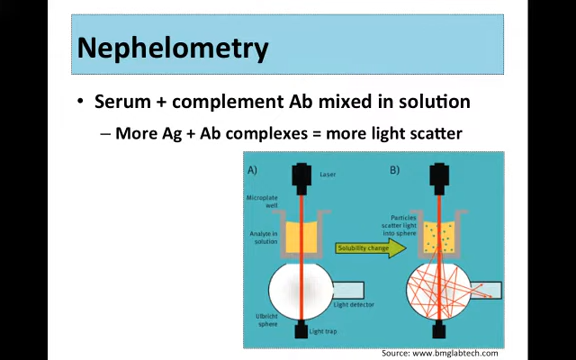 Nephelometry
• Serum + complement Ab mixed in solution
– More Ag + Ab complexes = more light scatter
A)
Laser
B)
Microplate
well
Analyte in
solution
Particles
scatter light
into sphere
Solubility change
Ulbricht
sphere
Light detector
Light trap
Source: www.bmglabtech.com